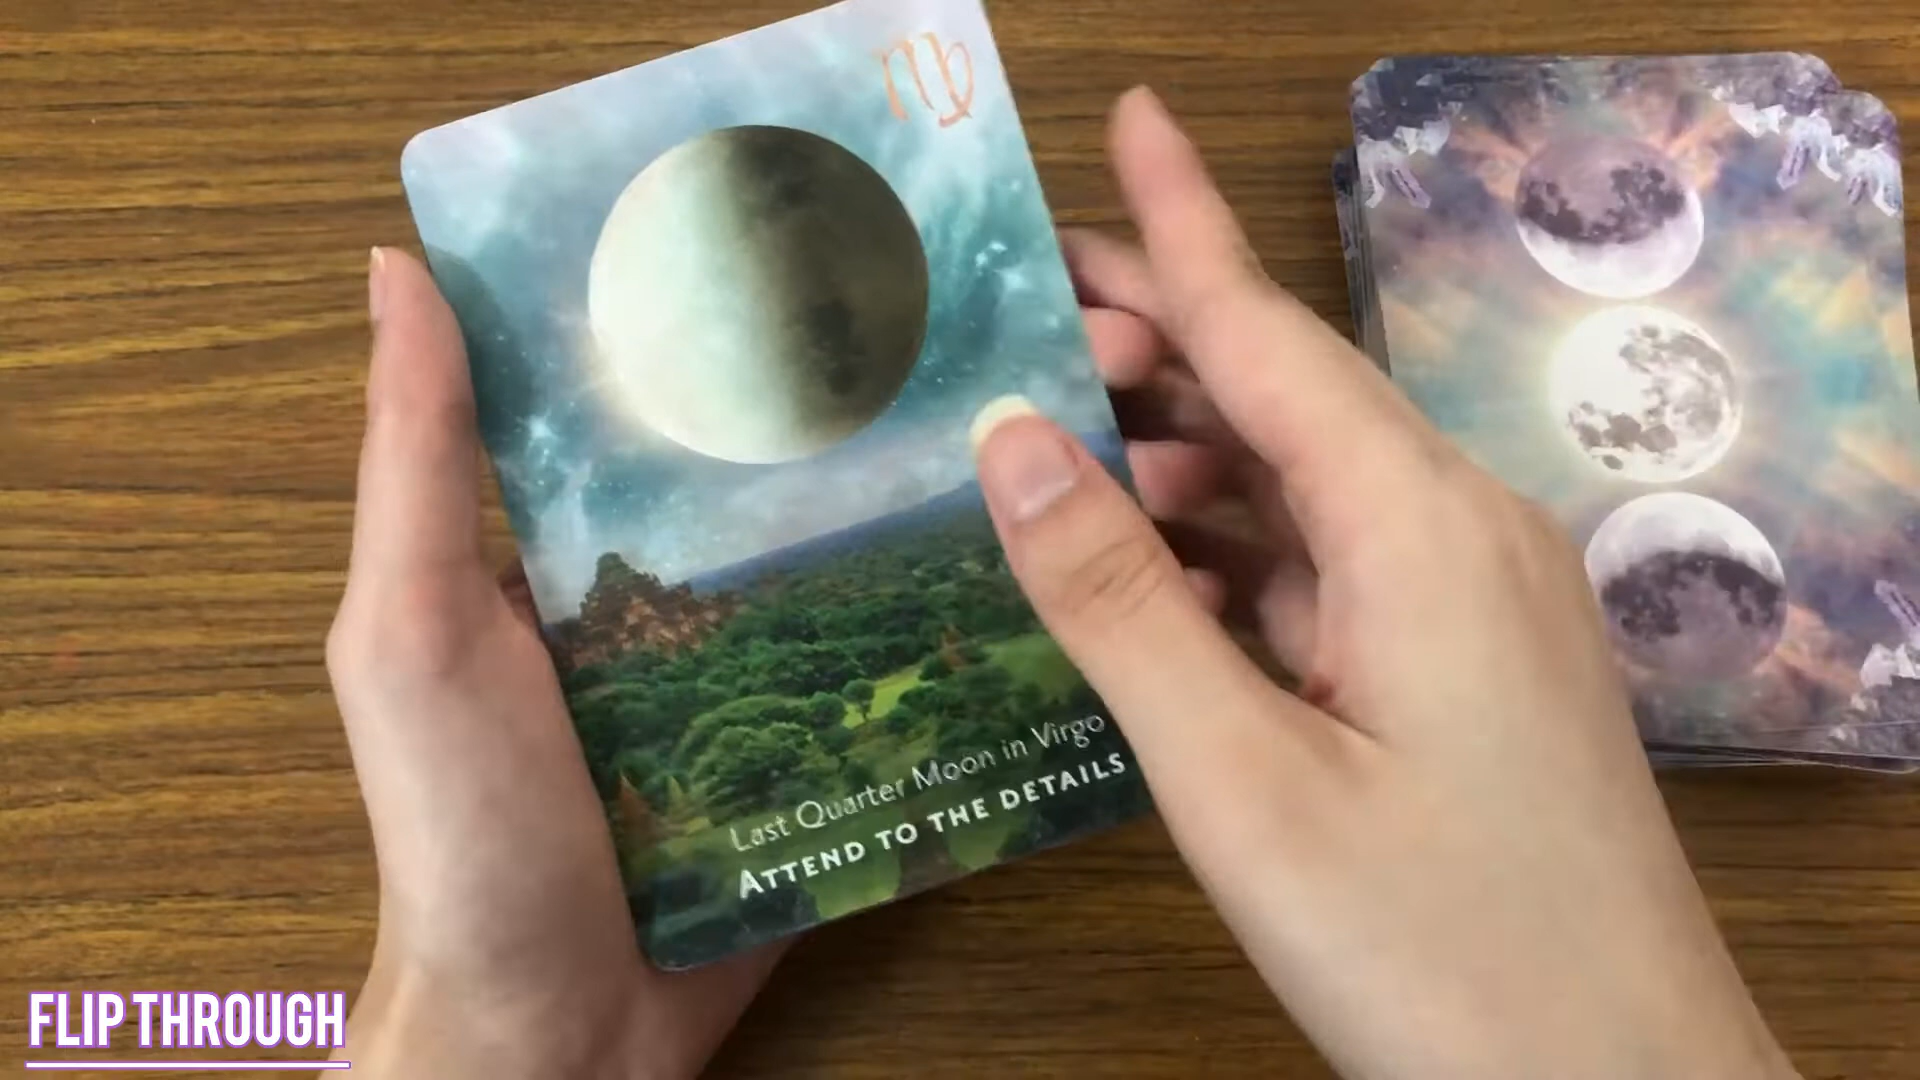 Last Quarter Moon in Virgo
ATTEND TO THE DETAILS
FLIP THROUGH